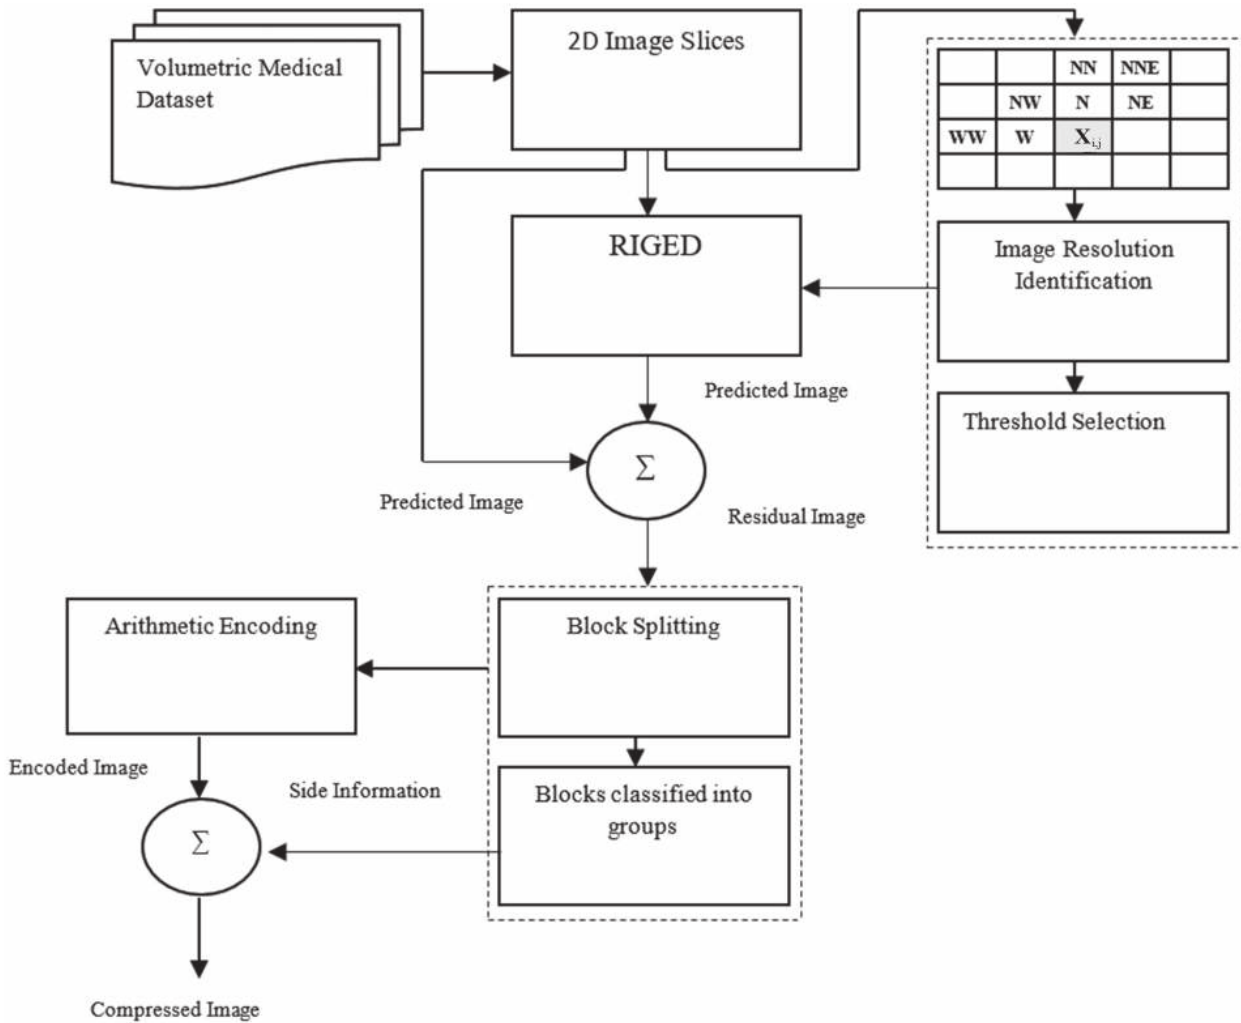 Volumetric Medical
Dataset
2D Image Slices
NN NNE
NW N NE
WW W Xi,j
RIGED
Image Resolution
Identification
Predicted Image
Threshold Selection
Σ
Predicted Image
Residual Image
Arithmetic Encoding
Block Splitting
Encoded Image
Side Information
Blocks classified into
groups
Σ
Compressed Image